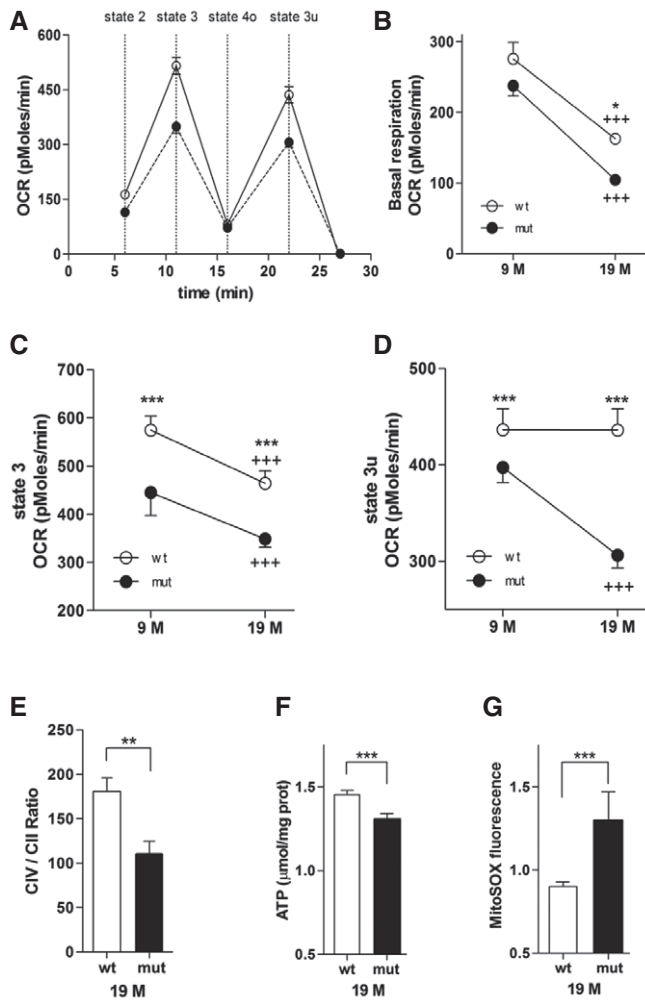 A
state 2 state 3 state 4o state 3u
OCR (pMoles/min)
600
450
300
150
0
0 5 10 15 20 25 30
time (min)
B
Basal respiration
OCR (pMoles/min)
300
200
100
0
*
+++
+++
wt
mut
9 M 19 M
C
state 3
OCR (pMoles/min)
700
600
500
400
300
200
***
***
+++
+++
wt
mut
9 M 19 M
D
state 3u
OCR (pMoles/min)
500
400
300
*** ***
+++
wt
mut
9 M 19 M
E
CIV / CII Ratio
250
200
150
100
50
0
**
wt mut
19 M
F
ATP (μmol/mg prot)
1.5
1.0
0.5
***
wt mut
19 M
G
MitoSOX fluorescence
1.5
1.0
0.5
***
wt mut
19 M